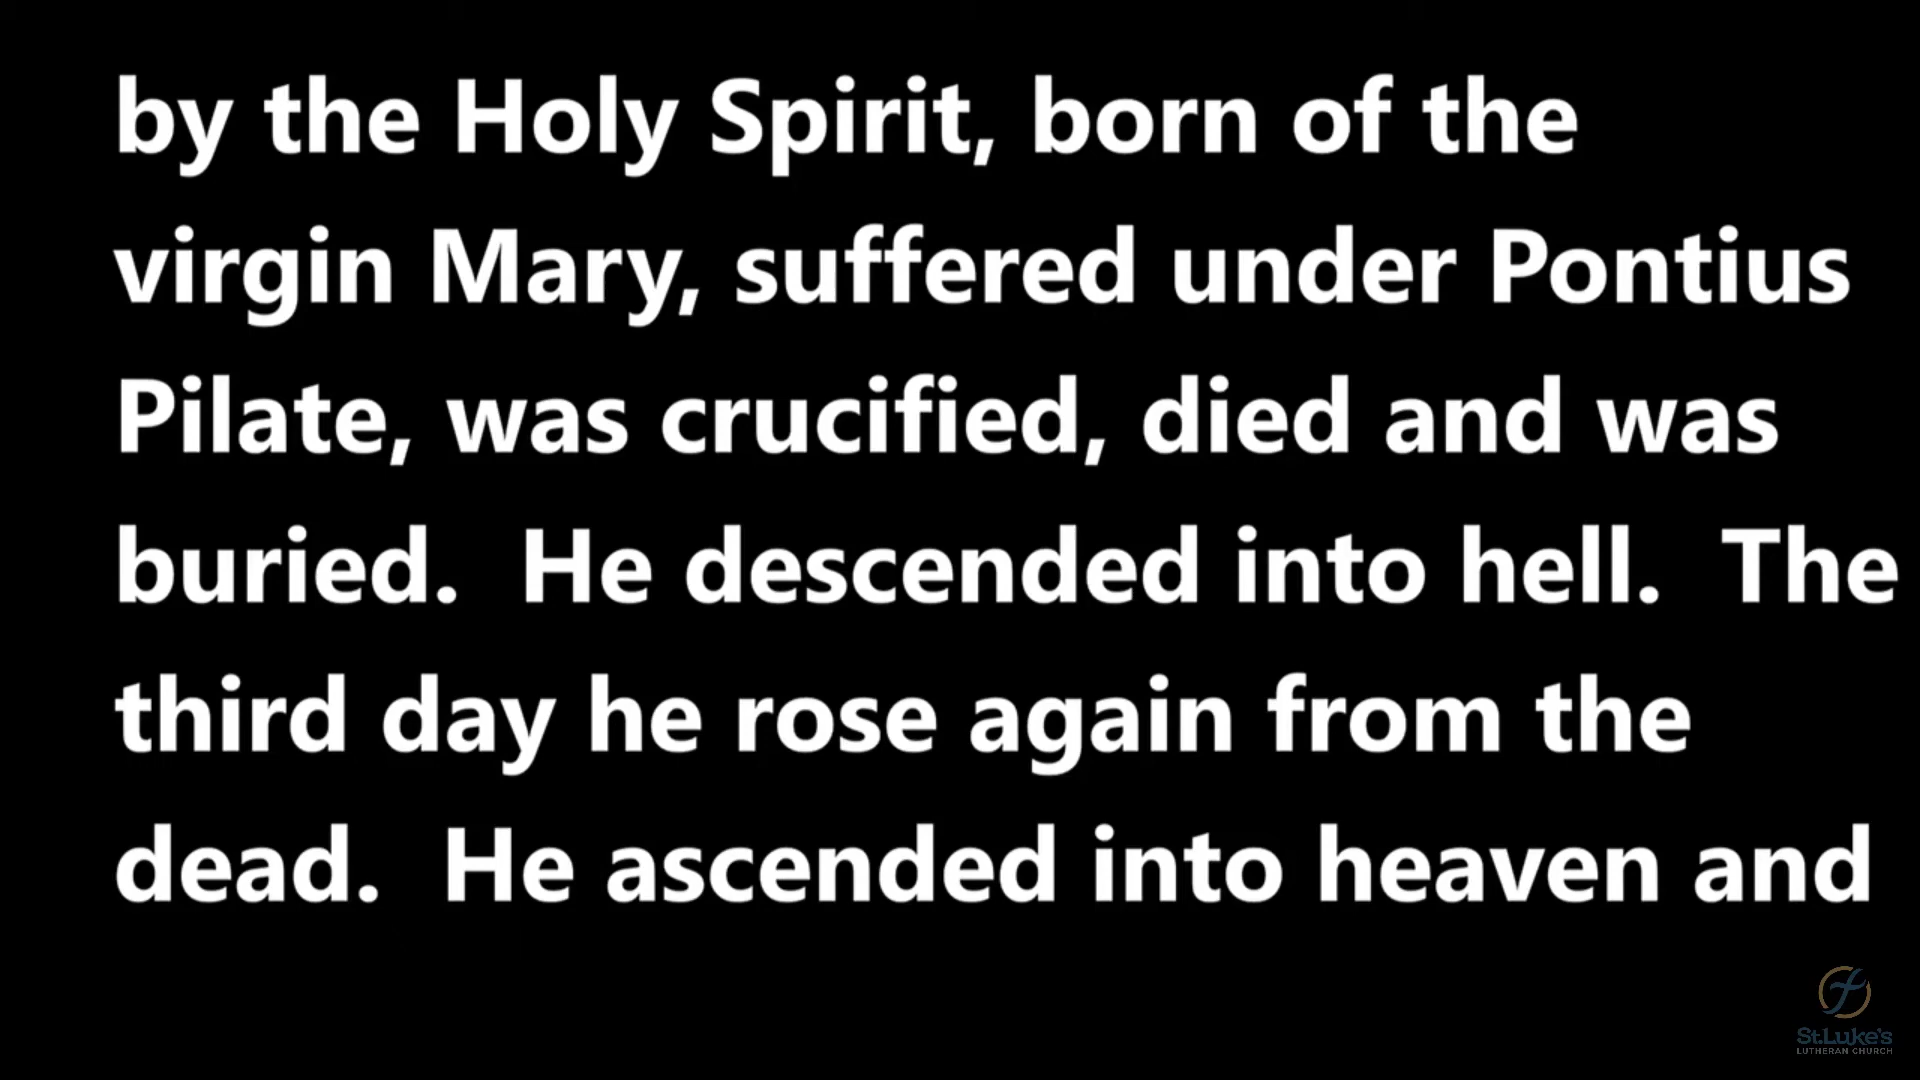 by the Holy Spirit, born of the
virgin Mary, suffered under Pontius
Pilate, was crucified, died and was
buried.  He descended into hell.  The
third day he rose again from the
dead.  He ascended into heaven and
St.Luke's
LUTHERAN CHURCH